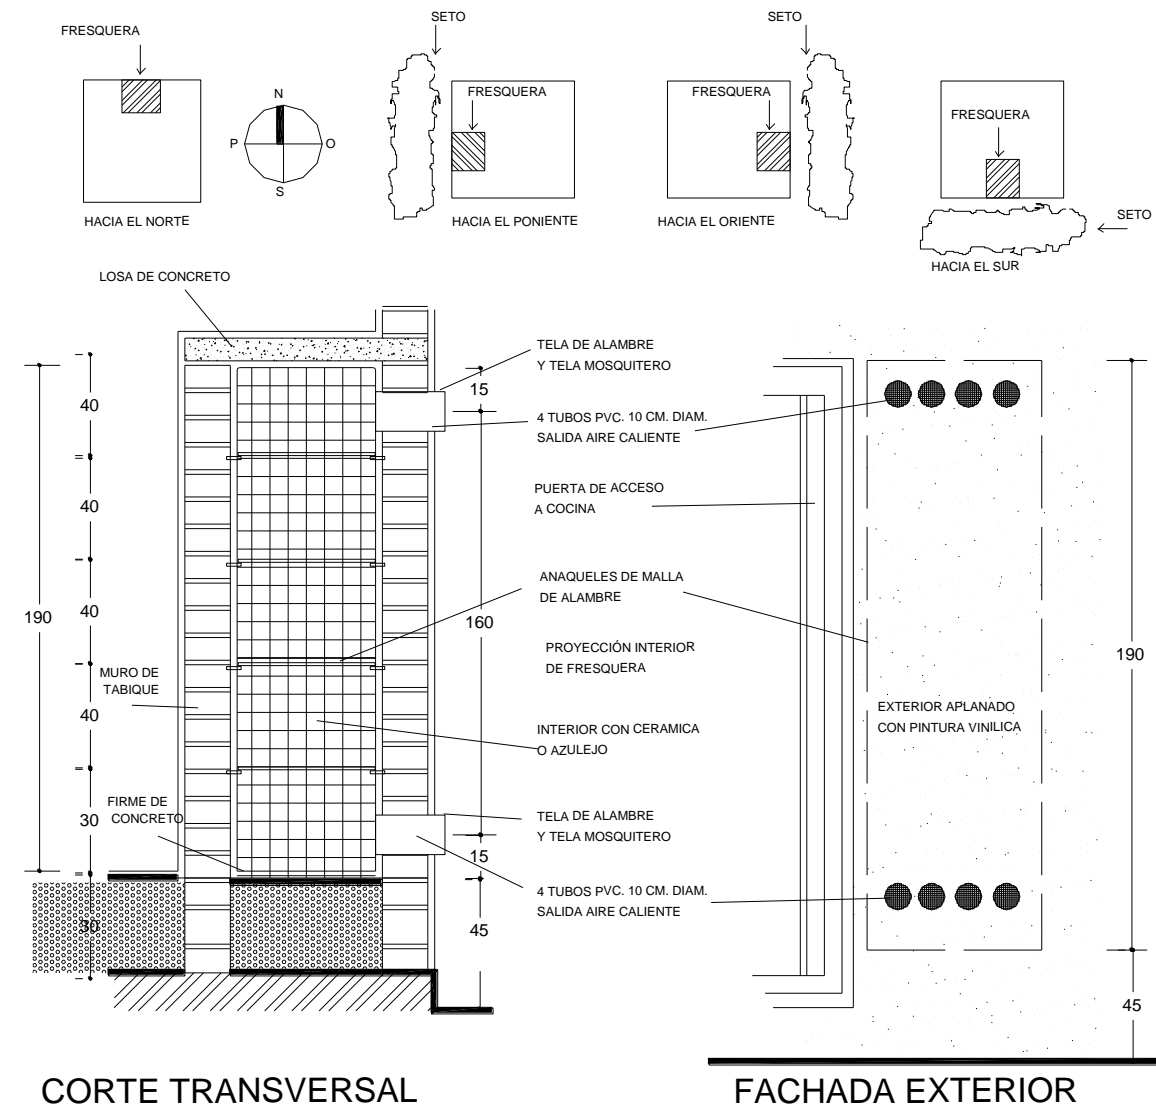 SETO
SETO
FRESQUERA
FRESQUERA
FRESQUERA
N
FRESQUERA
P
O
S
SETO
HACIA EL NORTE
HACIA EL PONIENTE
HACIA EL ORIENTE
HACIA EL SUR
LOSA DE CONCRETO
TELA DE ALAMBRE
Y TELA MOSQUITERO
15
40
4 TUBOS PVC. 10 CM. DIAM.
SALIDA AIRE CALIENTE
PUERTA DE ACCESO
A COCINA
40
ANAQUELES DE MALLA
DE ALAMBRE
40
190
160
PROYECCIÓN INTERIOR
DE FRESQUERA
190
MURO DE
TABIQUE
40
EXTERIOR APLANADO
CON PINTURA VINILICA
INTERIOR CON CERAMICA
O AZULEJO
FIRME DE
CONCRETO
30
TELA DE ALAMBRE
Y TELA MOSQUITERO
15
4 TUBOS PVC. 10 CM. DIAM.
SALIDA AIRE CALIENTE
30
45
45
CORTE TRANSVERSAL
FACHADA EXTERIOR